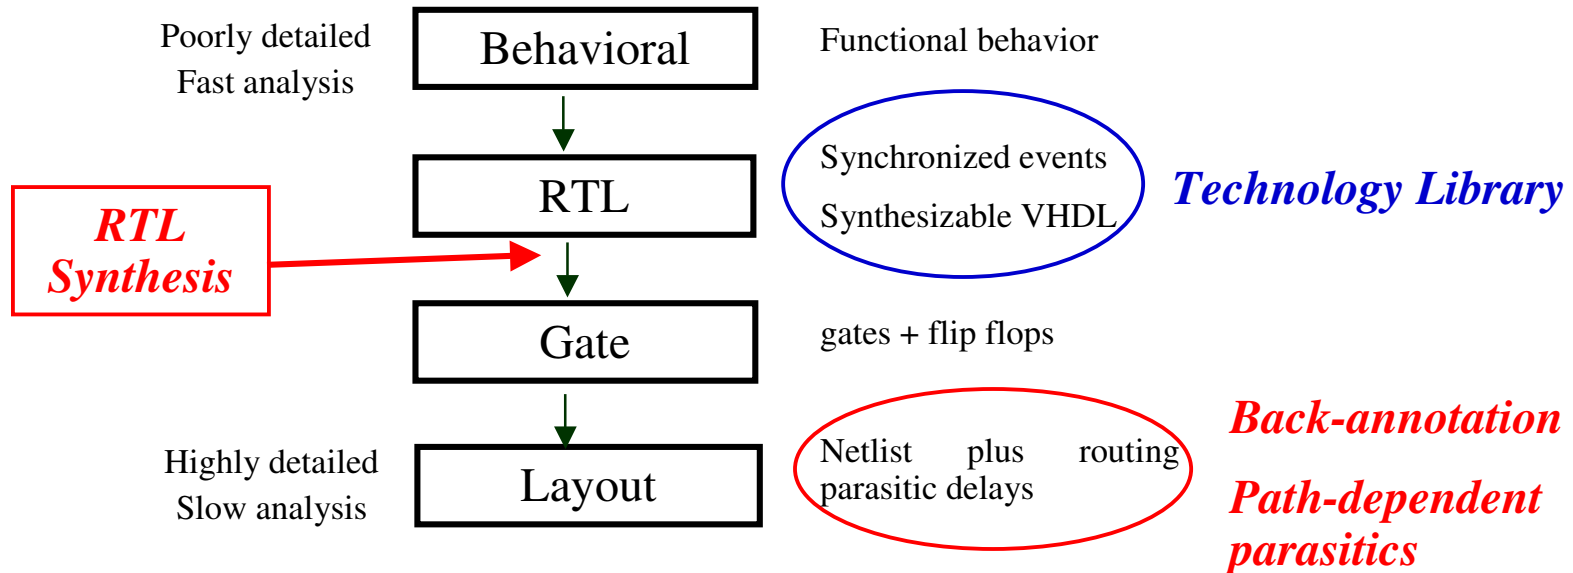 Poorly detailed
Fast analysis
Behavioral
Functional behavior
RTL
Synchronized events
Synthesizable VHDL
Technology Library
RTL
Synthesis
Gate
gates + flip flops
Highly detailed
Slow analysis
Layout
Netlist plus routing
parasitic delays
Back-annotation
Path-dependent
parasitics